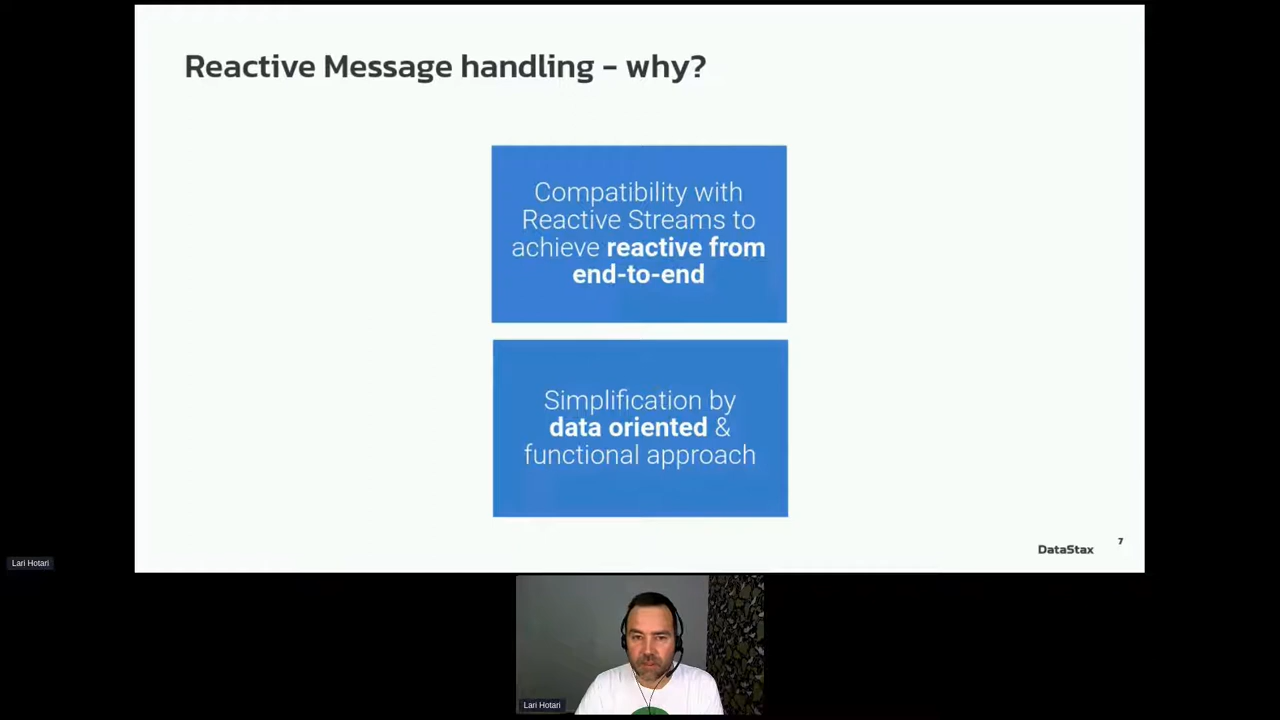 Reactive Message handling - why?
Compatibility with
Reactive Streams to
achieve reactive from
end-to-end
Simplification by
data oriented &
functional approach
DataStax
7
Lari Hotari
Lari Hotari